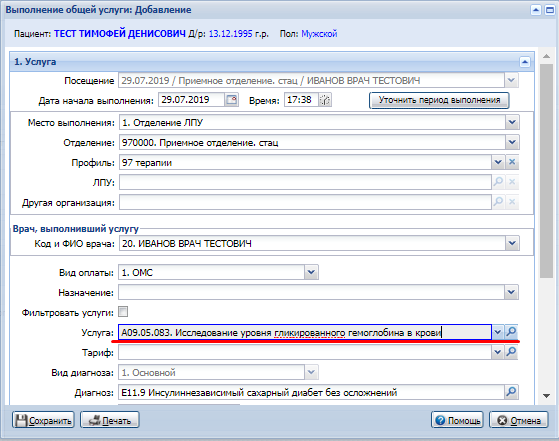 Выполнение общей услуги: Добавление
Пациент: ТЕСТ ТИМОФЕЙ ДЕНИСОВИЧ Д/р: 13.12.1995 г.р. Пол: Мужской
1. Услуга
Посещение 29.07.2019 / Приемное отделение. стац / ИВАНОВ ВРАЧ ТЕСТОВИЧ
Дата начала выполнения: 29.07.2019 Время: 17:38 Уточнить период выполнения
Место выполнения: 1. Отделение ЛПУ
Отделение: 970000. Приемное отделение. стац
Профиль: 97 терапии
ЛПУ:
Другая организация:
Врач, выполнивший услугу
Код и ФИО врача: 20. ИВАНОВ ВРАЧ ТЕСТОВИЧ
Вид оплаты: 1. ОМС
Назначение:
Фильтровать услуги:
Услуга: A09.05.083. Исследование уровня гликированного гемоглобина в крови
Тариф:
Вид диагноза: 1. Основной
Диагноз: E11.9 Инсулиннезависимый сахарный диабет без осложнений
Сохранить Печать Помощь Отмена